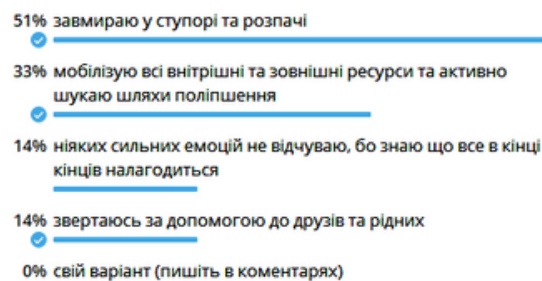 51% завмираю у ступорі та розпачі
33% мобілізую всі внітрішні та зовнішні ресурси та активно
шукаю шляхи поліпшення
14% ніяких сильних емоцій не відчуваю, бо знаю що все в кінці
кінців налагодиться
14% звертаюсь за допомогою до друзів та рідних
0% свій варіант (пишіть в коментарях)